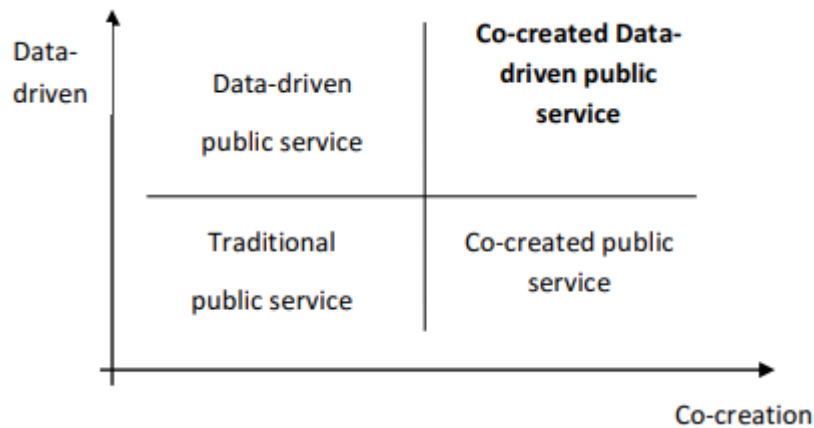 Data-
driven
Data-driven
public service
Co-created Data-
driven public
service
Traditional
public service
Co-created public
service
Co-creation